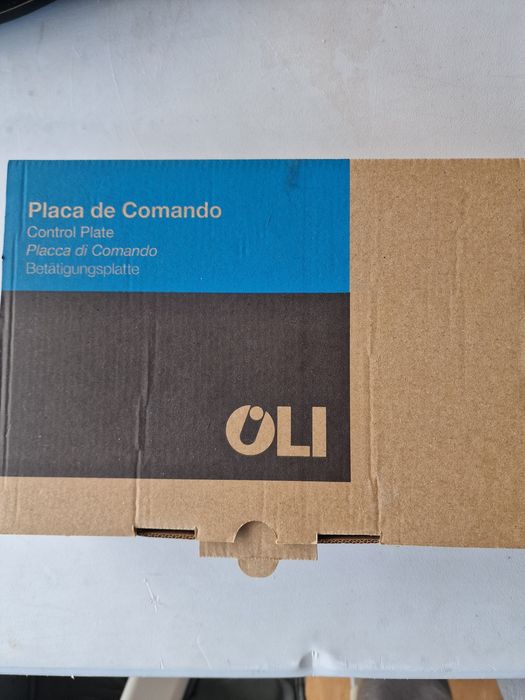 Placa de Comando
Control Plate
Placca di Comando
Betätigungsplatte
OLI